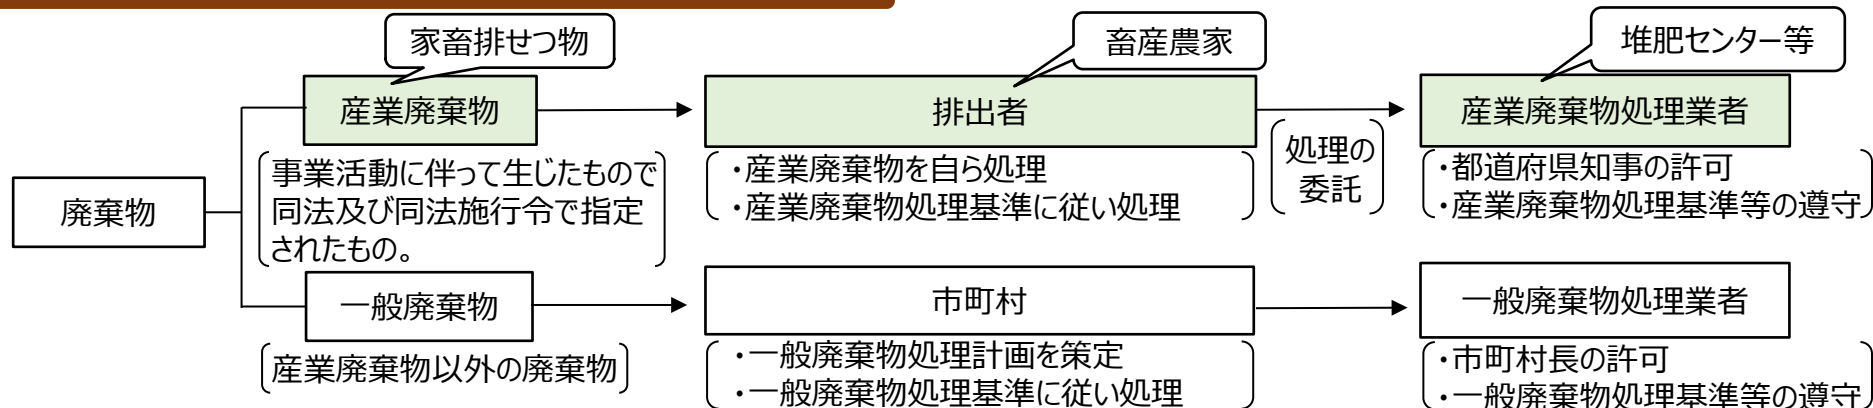 家畜排せつ物
畜産農家
堆肥センター等
産業廃棄物
排出者
産業廃棄物処理業者
事業活動に伴って生じたもので
同法及び同法施行令で指定
されたもの。
・産業廃棄物を自ら処理
・産業廃棄物処理基準に従い処理
処理の
委託
・都道府県知事の許可
・産業廃棄物処理基準等の遵守
廃棄物
一般廃棄物
市町村
一般廃棄物処理業者
産業廃棄物以外の廃棄物
・一般廃棄物処理計画を策定
・一般廃棄物処理基準に従い処理
・市町村長の許可
・一般廃棄物処理基準等の遵守